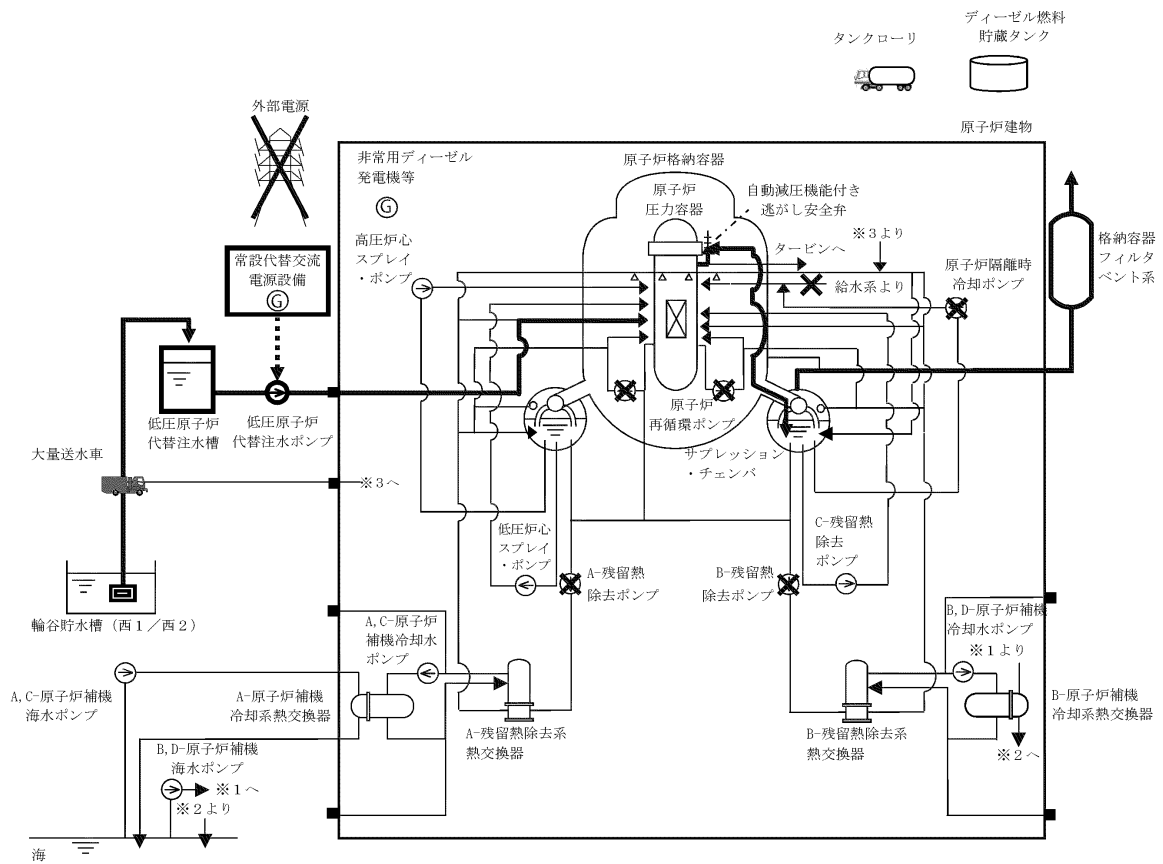 ディーゼル燃料
貯蔵タンク
タンクローリ
外部電源
原子炉建物
非常用ディーゼル
発電機等
G
原子炉格納容器
原子炉
圧力容器
自動減圧機能付き
逃がし安全弁
高圧炉心
スプレイ
・ポンプ
タービンへ
※3より
給水系より
原子炉隔離時
冷却ポンプ
格納容器
フィルタ
ベント系
常設代替交流
電源設備
G
低圧原子炉
代替注水槽
低圧原子炉
代替注水ポンプ
原子炉
再循環ポンプ
サプレッション
・チェンバ
大量送水車
※3へ
低圧炉心
スプレイ
・ポンプ
C-残留熱
除去
ポンプ
A-残留熱
除去ポンプ
B-残留熱
除去ポンプ
輪谷貯水槽(西1/西2)
A,C-原子炉
補機冷却水
ポンプ
B,D-原子炉補機
冷却水ポンプ
※1より
A,C-原子炉補機
海水ポンプ
A-原子炉補機
冷却系熱交換器
B-原子炉補機
冷却系熱交換器
A-残留熱除去系
熱交換器
B-残留熱除去系
熱交換器
※2へ
B,D-原子炉補機
海水ポンプ
※1へ
※2より
海